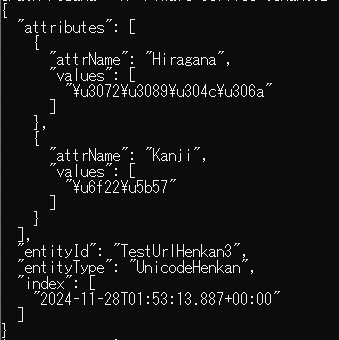 {
  "attributes": [
    {
      "attrName": "Hiragana",
      "values": [
        "¥u3072¥u3089¥u304c¥u306a"
      ]
    },
    {
      "attrName": "Kanji",
      "values": [
        "¥u6f22¥u5b57"
      ]
    }
  ],
  "entityId": "TestUrlHenkan3",
  "entityType": "UnicodeHenkan",
  "index": [
    "2024-11-28T01:53:13.887+00:00"
  ]
}